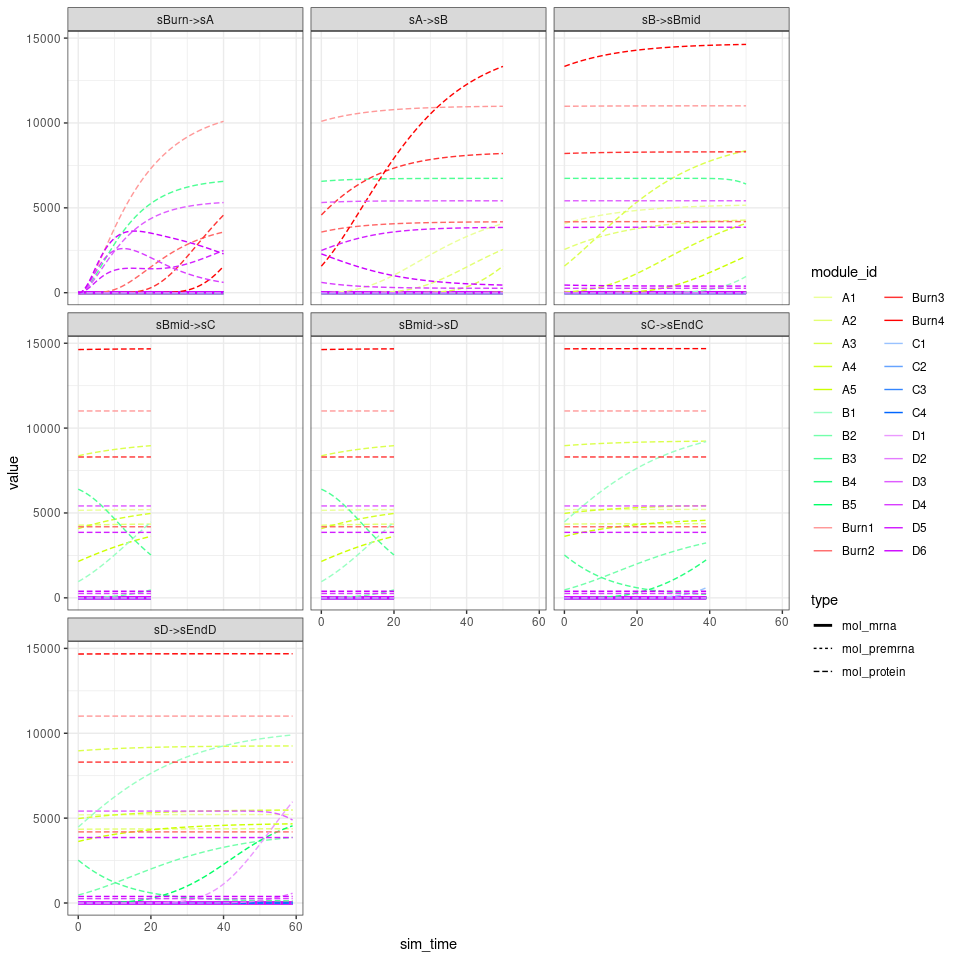 sBurn->sA
sA->sB
sB->sBmid
15000
10000
5000
0
sBmid->sC
sBmid->sD
sC->sEndC
15000
10000
5000
0
0
20
40
60
0
20
40
60
sD->sEndD
15000
10000
5000
0
0
20
40
60
sim_time
value
module_id
A1
A2
A3
A4
A5
B1
B2
B3
B4
B5
Burn1
Burn2
Burn3
Burn4
C1
C2
C3
C4
D1
D2
D3
D4
D5
D6
type
mol_mrna
mol_premrna
mol_protein